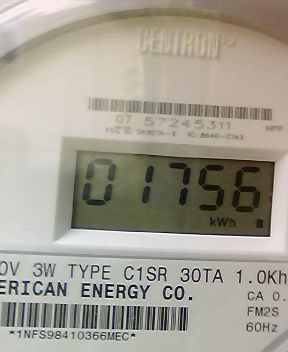 CENTRON®
07 57245311
01756
kWh
0V 3W TYPE C1SR 30TA 1.0Kh
ERICAN ENERGY CO.
CA 0.
FM2S
60Hz
*1NFS98410366MEC*